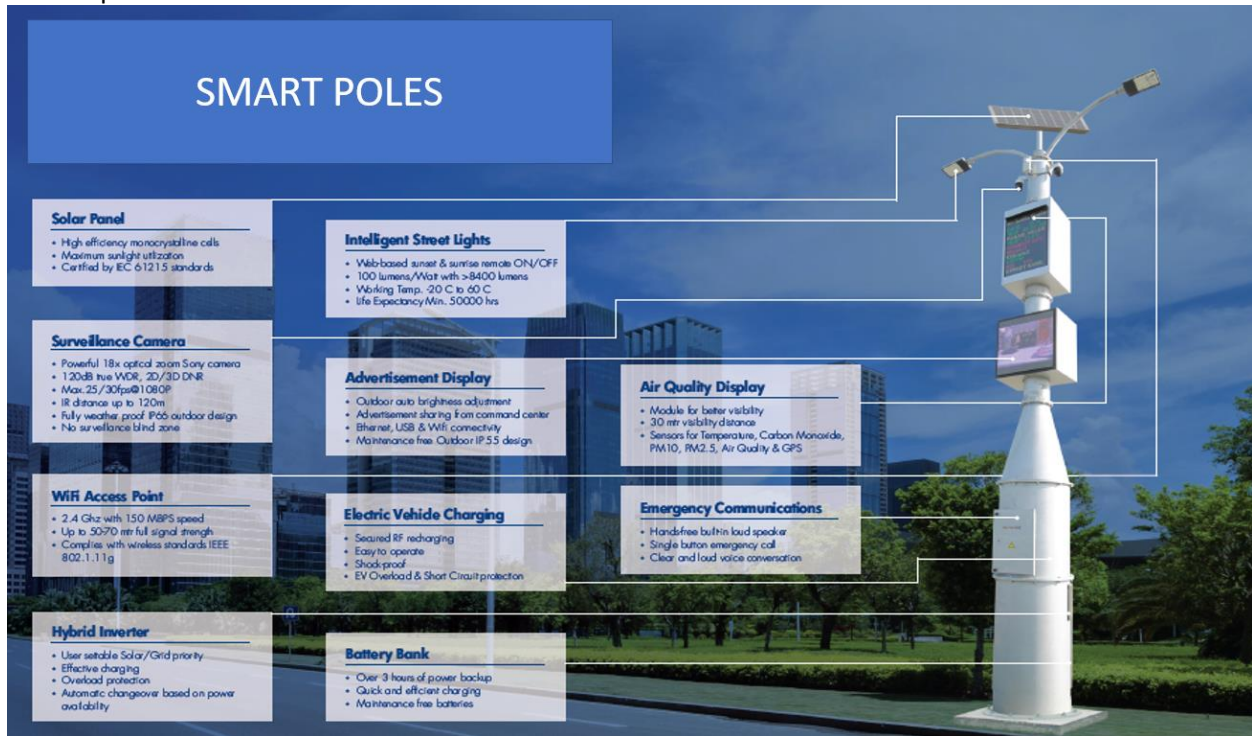 SMART POLES
Solar Panel
• High efficiency monocrystalline cells
• Maximum sunlight utilization
• Certified by IEC 61215 standards
Intelligent Street Lights
• Web-based sunset & sunrise remote ON/OFF
• 100 lumens/Watt with >8400 lumens
• Working Temp. -20 C to 60 C
• Life Expectancy Min. 50000 hrs
Surveillance Camera
• Powerful 18x optical zoom Sony camera
• 120dB true WDR, 2D/3D DNR
• Max.25/30fps@1080P
• IR distance up to 120m
• Fully weather proof IP66 outdoor design
• No surveillance blind zone
Advertisement Display
• Outdoor auto brightness adjustment
• Advertisement sharing from command center
• Ethernet, USB & Wifi connectivity
• Maintenance free Outdoor IP55 design
Air Quality Display
• Module for better visibility
• 30 mtr visibility distance
• Sensors for Temperature, Carbon Monoxide,
PM10, PM2.5, Air Quality & GPS
WiFi Access Point
• 2.4 Ghz with 150 MBPS speed
• Up to 50-70 mtr full signal strength
• Complies with wireless standards IEEE
802.1.11g
Electric Vehicle Charging
• Secured RF recharging
• Easy to operate
• Shock-proof
• EV Overload & Short Circuit protection
Emergency Communications
• Handsfree built-in loud speaker
• Single button emergency call
• Clear and loud voice conversation
Hybrid Inverter
• User settable Solar/Grid priority
• Effective charging
• Overload protection
• Automatic changeover based on power
availability
Battery Bank
• Over 3 hours of power backup
• Quick and efficient charging
• Maintenance free batteries